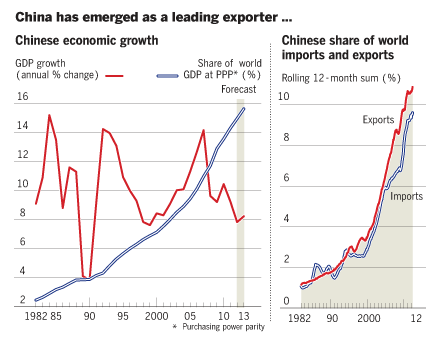 China has emerged as a leading exporter ...
Chinese economic growth
GDP growth
(annual % change)
Share of world
GDP at PPP* (%)
Forecast
16
14
12
10
8
6
4
2
1982 85 90 95 2000 05 10 13
* Purchasing power parity
Chinese share of world
imports and exports
Rolling 12-month sum (%)
10
8
6
4
2
0
Exports
Imports
1982 90 2000 12